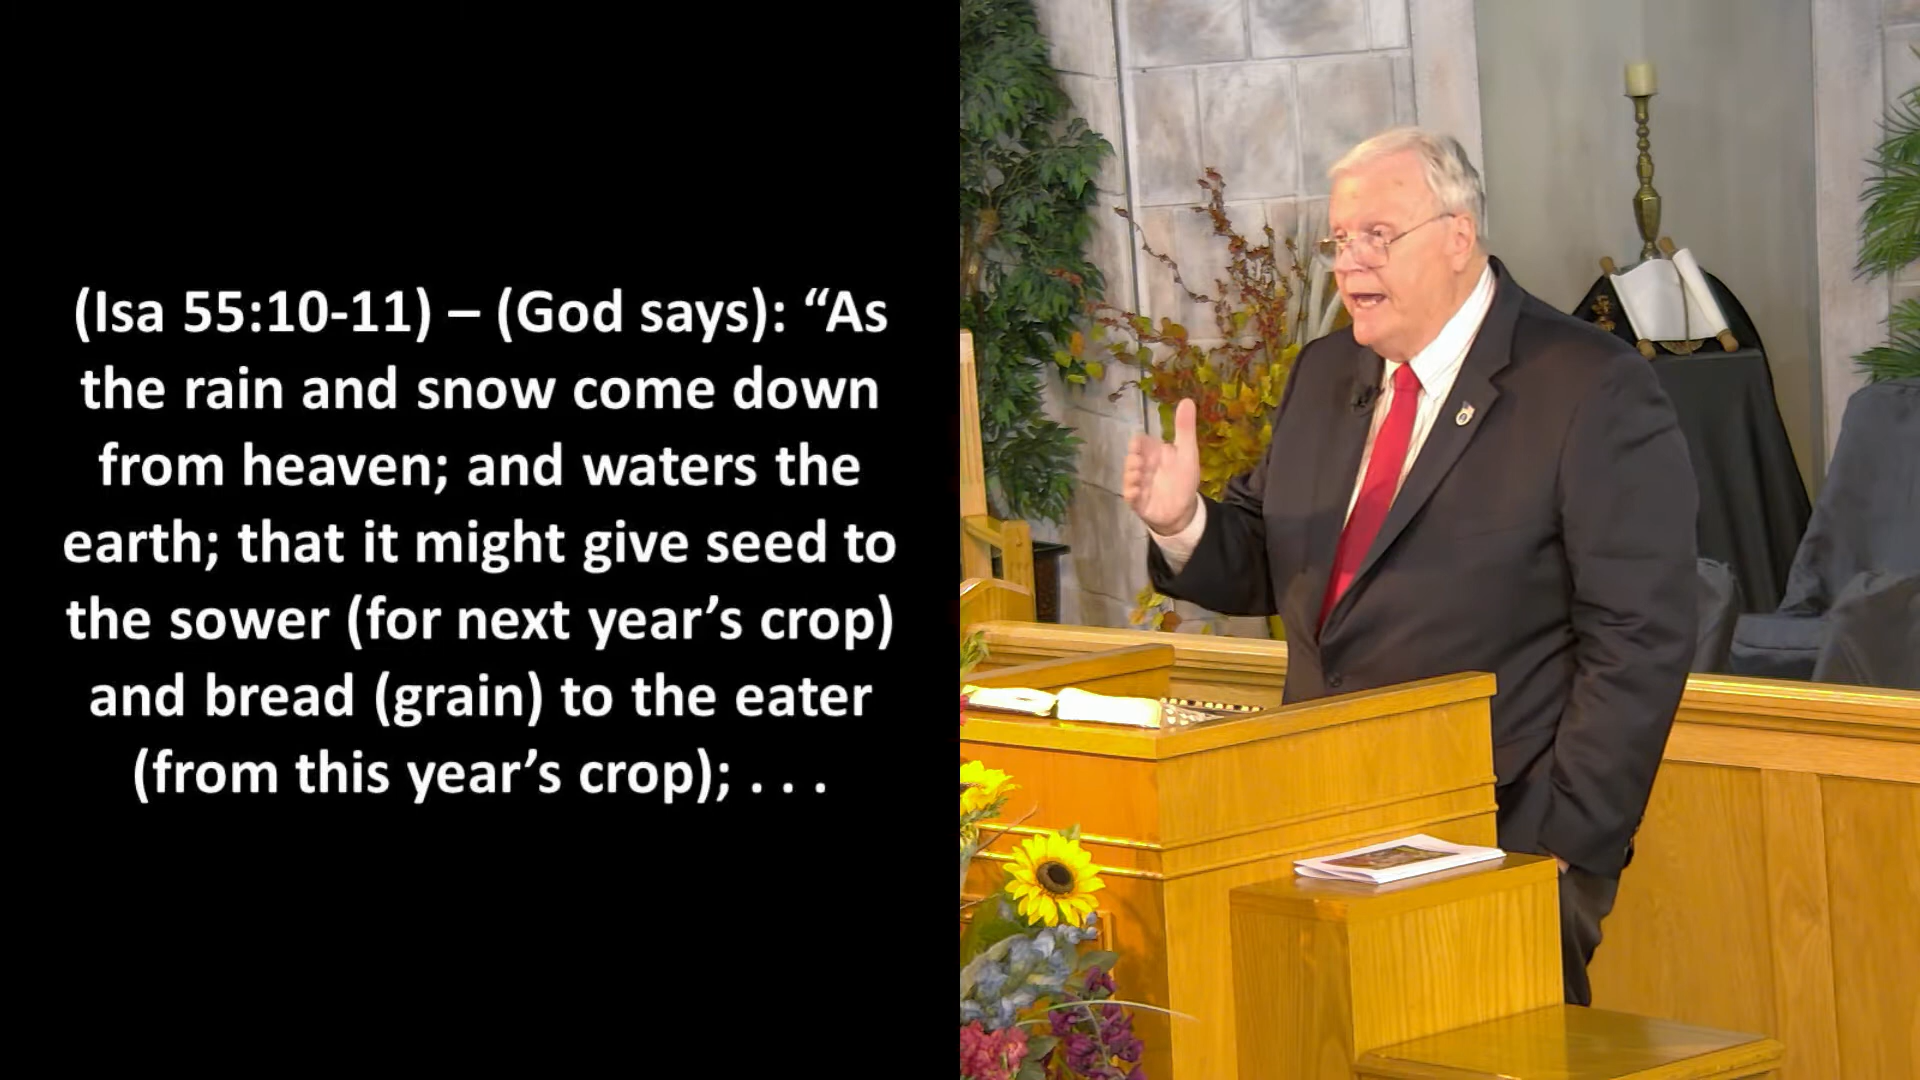 (Isa 55:10-11) – (God says): “As
the rain and snow come down
from heaven; and waters the
earth; that it might give seed to
the sower (for next year’s crop)
and bread (grain) to the eater
(from this year’s crop); . . .